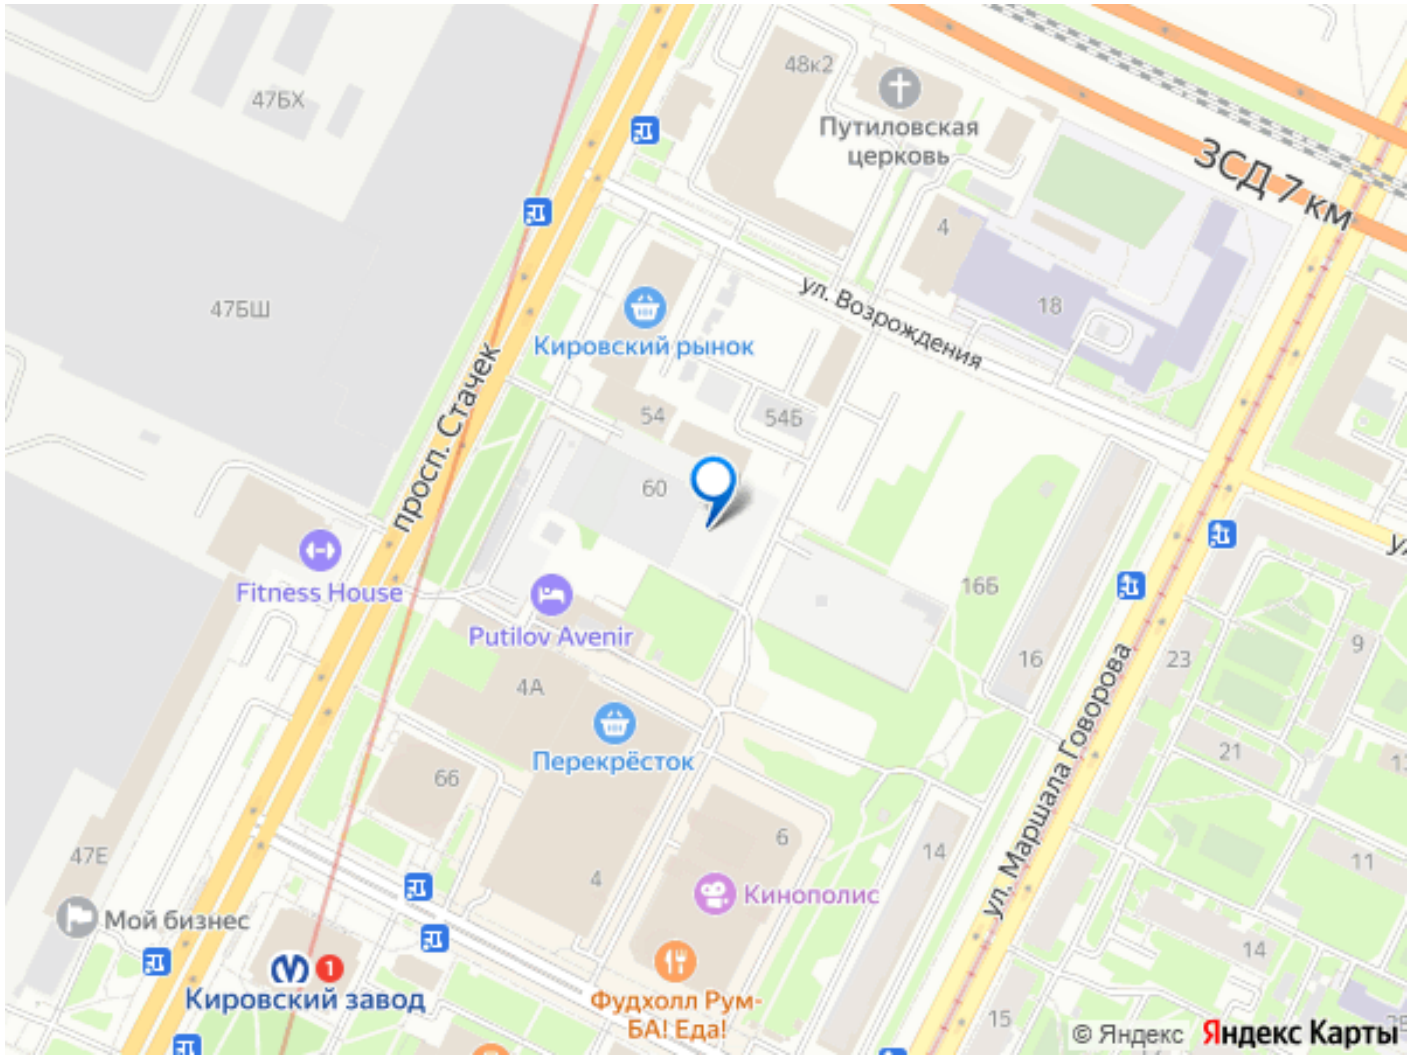 48к2
47БХ
Путиловская
церковь
ЗСД 7 км
4
18
47БШ
ул. Возрождения
Кировский рынок
просп. Стачек
54
54Б
60
Fitness House
Putilov Avenir
16Б
9
16
23
4А
Перекрёсток
21
ул. Маршала Говорова
66
6
14
11
47Е
4
Кинополис
Мой бизнес
14
1
Кировский завод
Фудхолл Рум-
БА! Еда!
15
© Яндекс Яндекс Карты